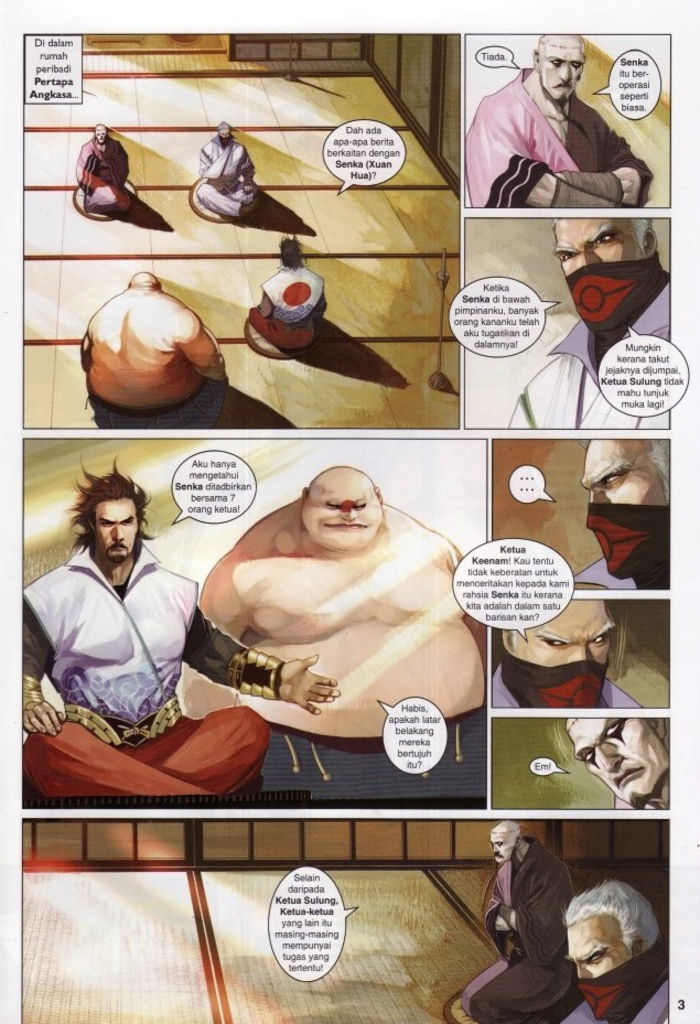 Di dalam
rumah
peribadi
Pertapa
Angkasa...
Dah ada
apa-apa berita
berkaitan dengan
Senka (Xuan
Hua)?
Tiada.
Senka
itu ber-
operasi
seperti
biasa.
Ketika
Senka di bawah
pimpinanku, banyak
orang kananku telah
aku tugaskan di
dalamnya!
Mungkin
kerana takut
jejaknya dijumpai,
Ketua Sulung tidak
mahu tunjuk
muka lagi!
Aku hanya
mengetahui
Senka ditadbirkan
bersama 7
orang ketua!
Habis,
apakah latar
belakang
mereka
bertujuh
itu?
...
...
Ketua
Keenam! Kau tentu
tidak keberatan untuk
menceritakan kepada kami
rahsia Senka itu kerana
kita adalah dalam satu
barisan kan?
Em!
Selain
daripada
Ketua Sulung,
Ketua-ketua
yang lain itu
masing-masing
mempunyai
tugas yang
tertentu!
3